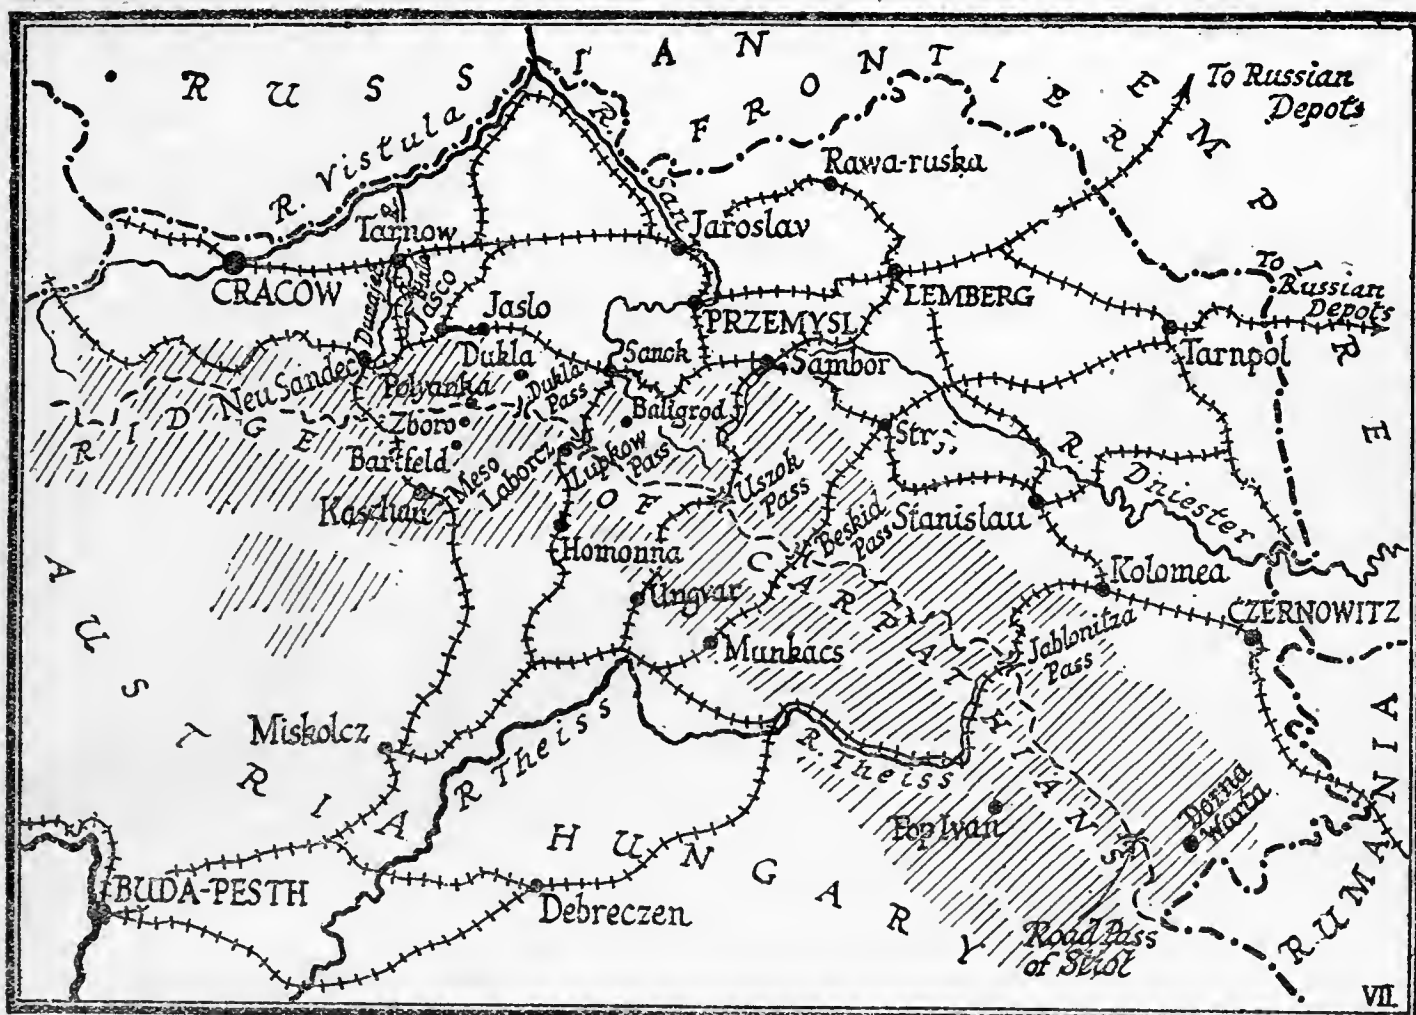 RUSSIAN EMPIRE
FRONTIER
To Russian
Depots
R. Vistula
R. San
Rawa-ruska
Tarnow
Jaroslav
CRACOW
Dunajec
Jasco
LEMBERG
To
Russian
Depots
PRZEMYSL
Jaslo
Dukla
Sanok
Sambor
Tarnpol
Neu Sandec
Polyanka
Dukla
Pass
Baligrod
Zboro
Stryj
R. Dniester
RIDGE OF CARPATHIANS
Bartfeld
Meso
Laborcz
Lupkow
Pass
Uszok
Pass
Kaschau
Beskid
Pass
Stanislau
Homonna
Kolomea
Ungvar
CZERNOWITZ
Munkacs
Jablonitza
Pass
AUSTRIA
Miskolcz
R Theiss
R. Theiss
HUNGARY
Pop Ivan
Dorna
Watra
RUMANIA
BUDA-PESTH
Debreczen
Road Pass
of Strol
VII.